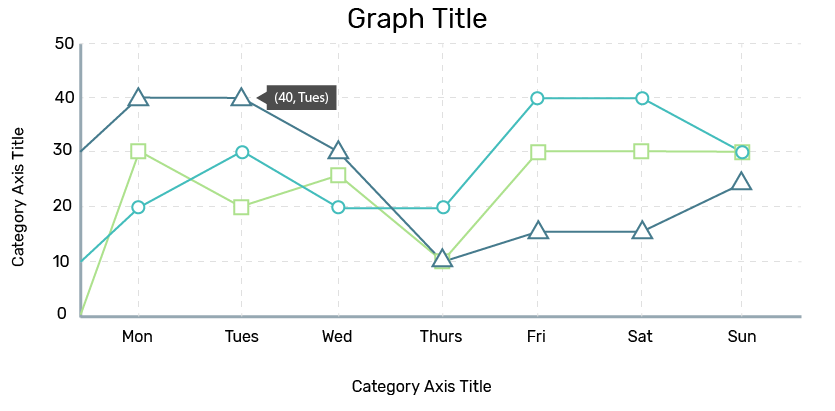 Graph Title
50
40
30
20
10
0
Category Axis Title
(40, Tues)
Mon Tues Wed Thurs Fri Sat Sun
Category Axis Title